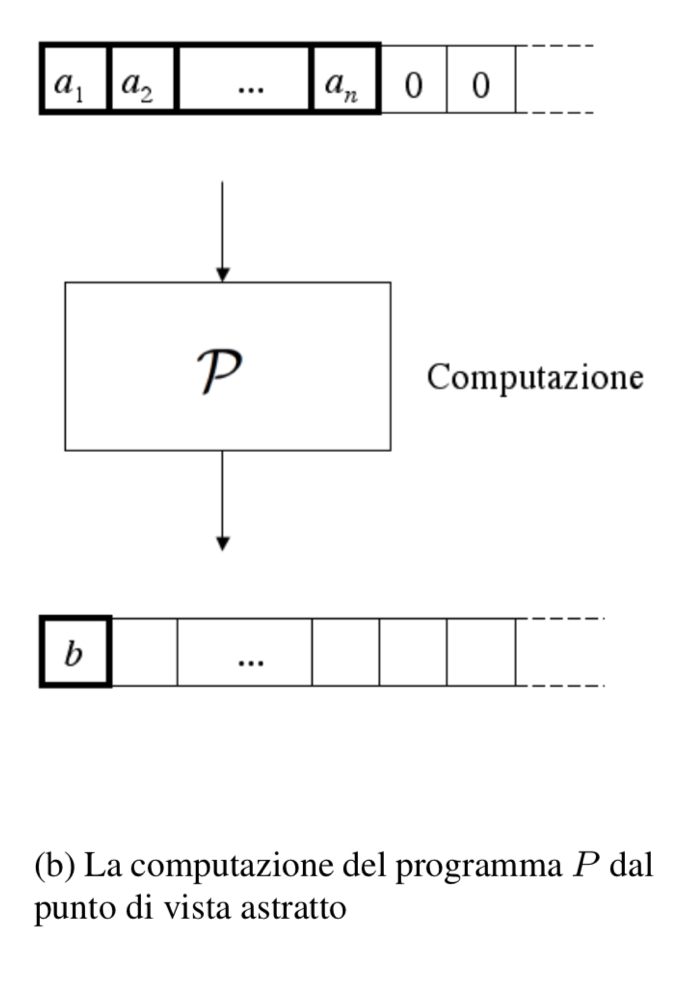 a₁ a₂ ... aₙ 0 0
𝒫
Computazione
b ...
(b) La computazione del programma P dal
punto di vista astratto